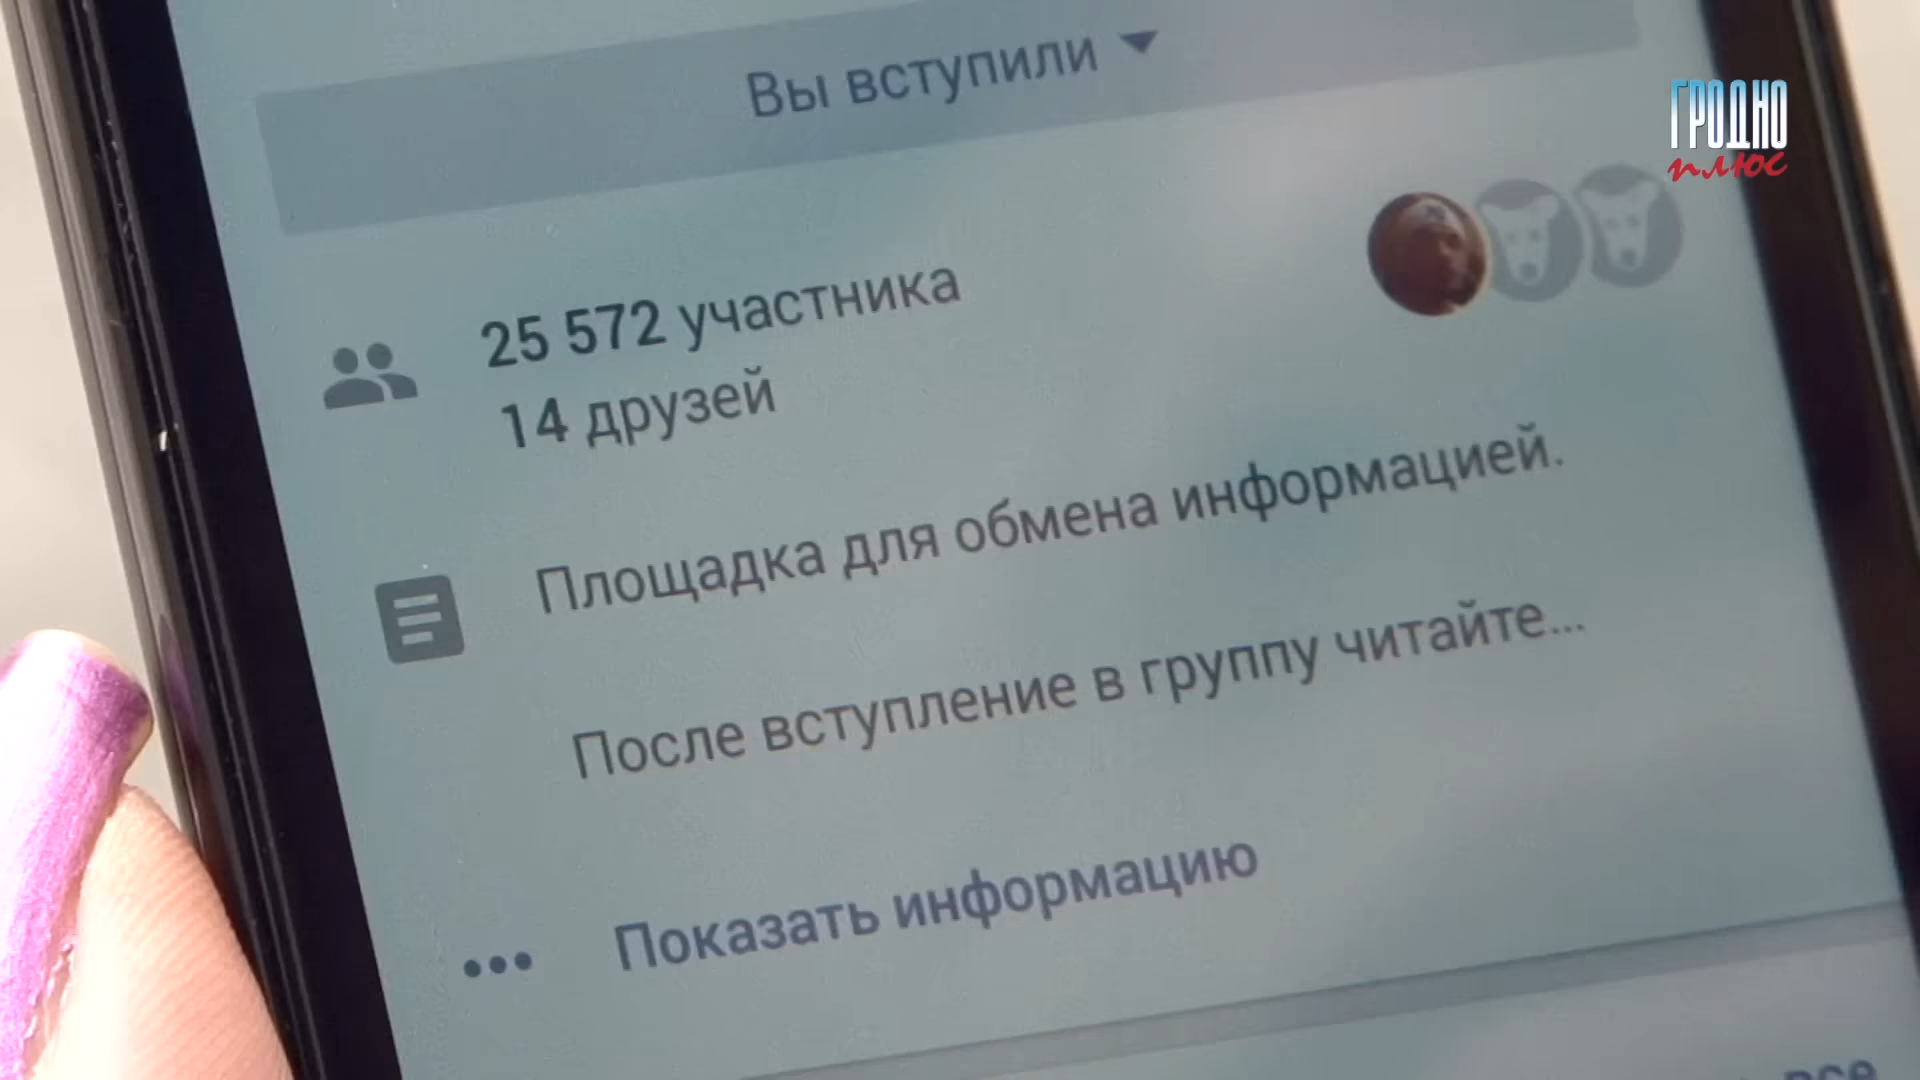 Вы вступили
ГРОДНО
плюс
25 572 участника
14 друзей
Площадка для обмена информацией.
После вступление в группу читайте...
Показать информацию
все